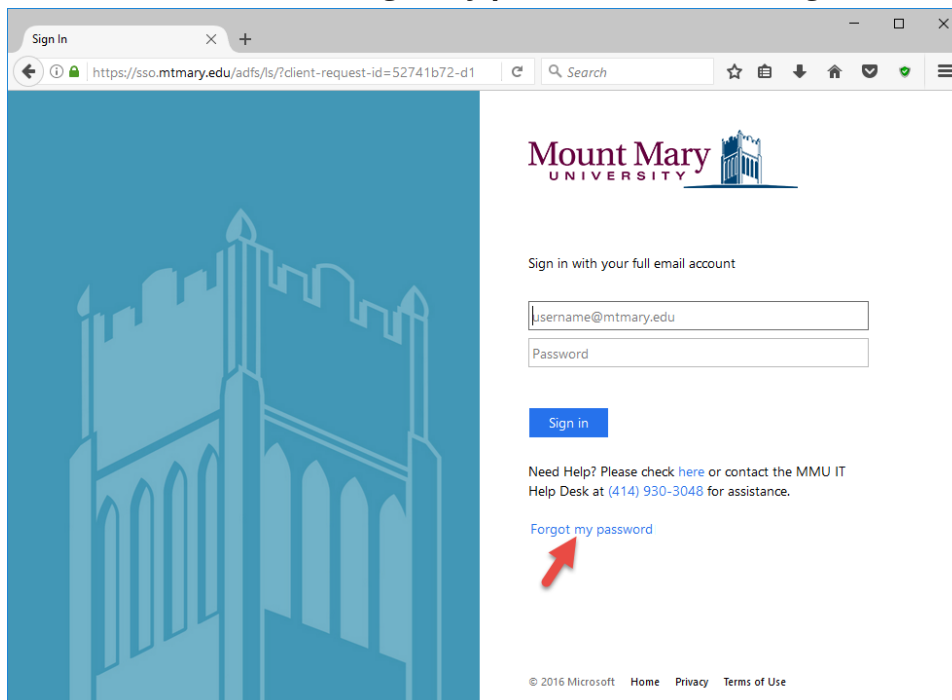 Sign In
https://sso.mtmary.edu/adfs/ls/?client-request-id=52741b72-d1
Search
Mount Mary
UNIVERSITY
Sign in with your full email account
username@mtmary.edu
Password
Sign in
Need Help? Please check here or contact the MMU IT
Help Desk at (414) 930-3048 for assistance.
Forgot my password
© 2016 Microsoft Home Privacy Terms of Use